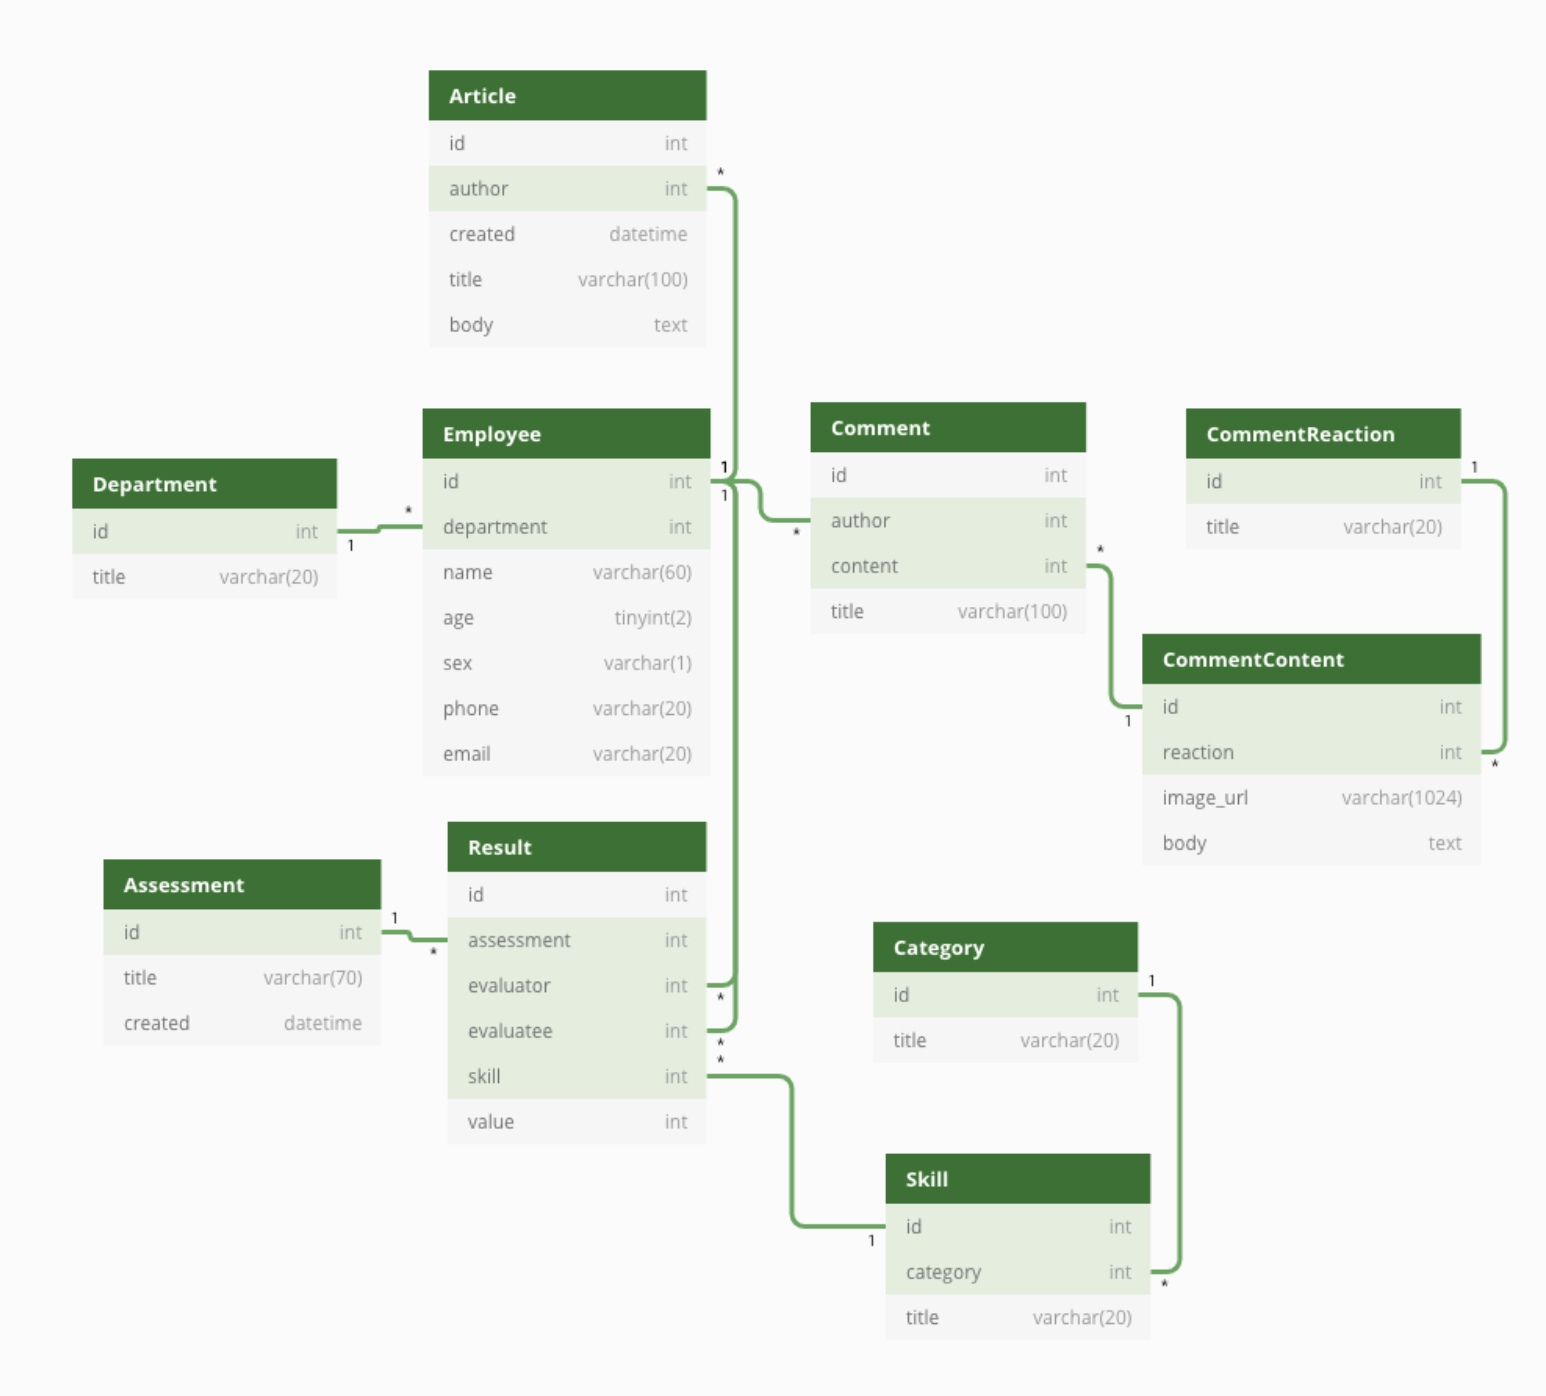 Article
id int
author int
created datetime
title varchar(100)
body text
*
Employee
id int
department int
name varchar(60)
age tinyint(2)
sex varchar(1)
phone varchar(20)
email varchar(20)
1
1
Department
id int
title varchar(20)
1
*
Comment
id int
author int
content int
title varchar(100)
*
*
CommentReaction
id int
title varchar(20)
1
CommentContent
id int
reaction int
image_url varchar(1024)
body text
1
*
Result
id int
assessment int
evaluator int
evaluatee int
skill int
value int
*
*
*
Assessment
id int
title varchar(70)
created datetime
1
*
Category
id int
title varchar(20)
1
Skill
id int
category int
title varchar(20)
1
*